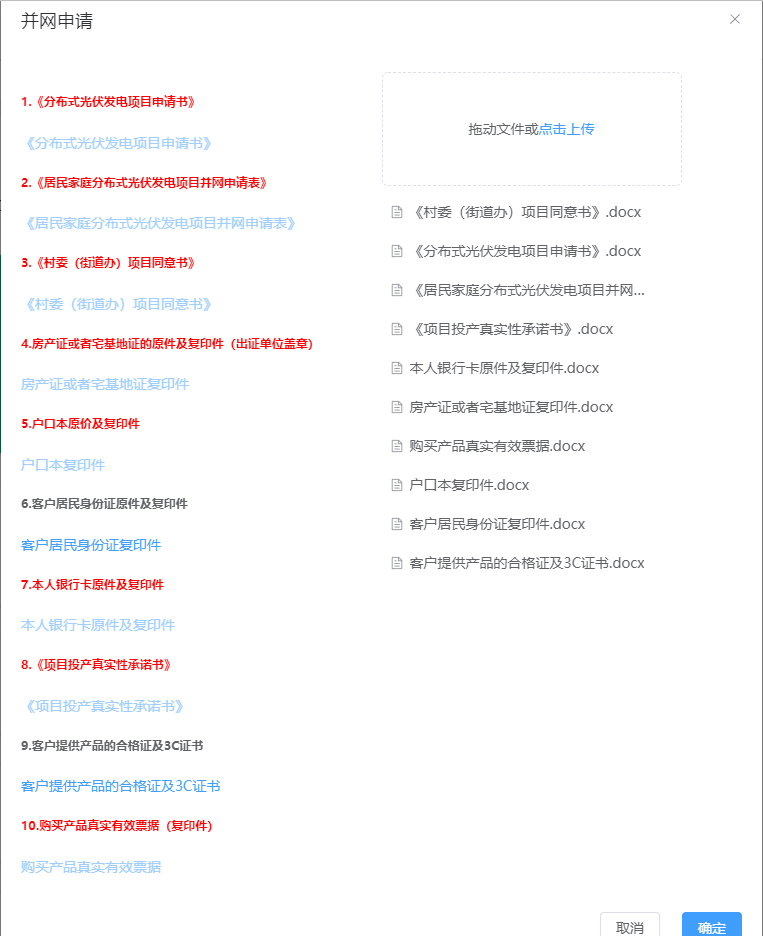 并网申请
1.《分布式光伏发电项目申请书》
《分布式光伏发电项目申请书》
2.《居民家庭分布式光伏发电项目并网申请表》
《居民家庭分布式光伏发电项目并网申请表》
3.《村委（街道办）项目同意书》
《村委（街道办）项目同意书》
4.房产证或者宅基地证的原件及复印件（出证单位盖章）
房产证或者宅基地证复印件
5.户口本原价及复印件
户口本复印件
6.客户居民身份证原件及复印件
客户居民身份证复印件
7.本人银行卡原件及复印件
本人银行卡原件及复印件
8.《项目投产真实性承诺书》
《项目投产真实性承诺书》
9.客户提供产品的合格证及3C证书
客户提供产品的合格证及3C证书
10.购买产品真实有效票据（复印件）
购买产品真实有效票据
拖动文件或点击上传
《村委（街道办）项目同意书》.docx
《分布式光伏发电项目申请书》.docx
《居民家庭分布式光伏发电项目并网...
《项目投产真实性承诺书》.docx
本人银行卡原件及复印件.docx
房产证或者宅基地证复印件.docx
购买产品真实有效票据.docx
户口本复印件.docx
客户居民身份证复印件.docx
客户提供产品的合格证及3C证书.docx
取消
确定